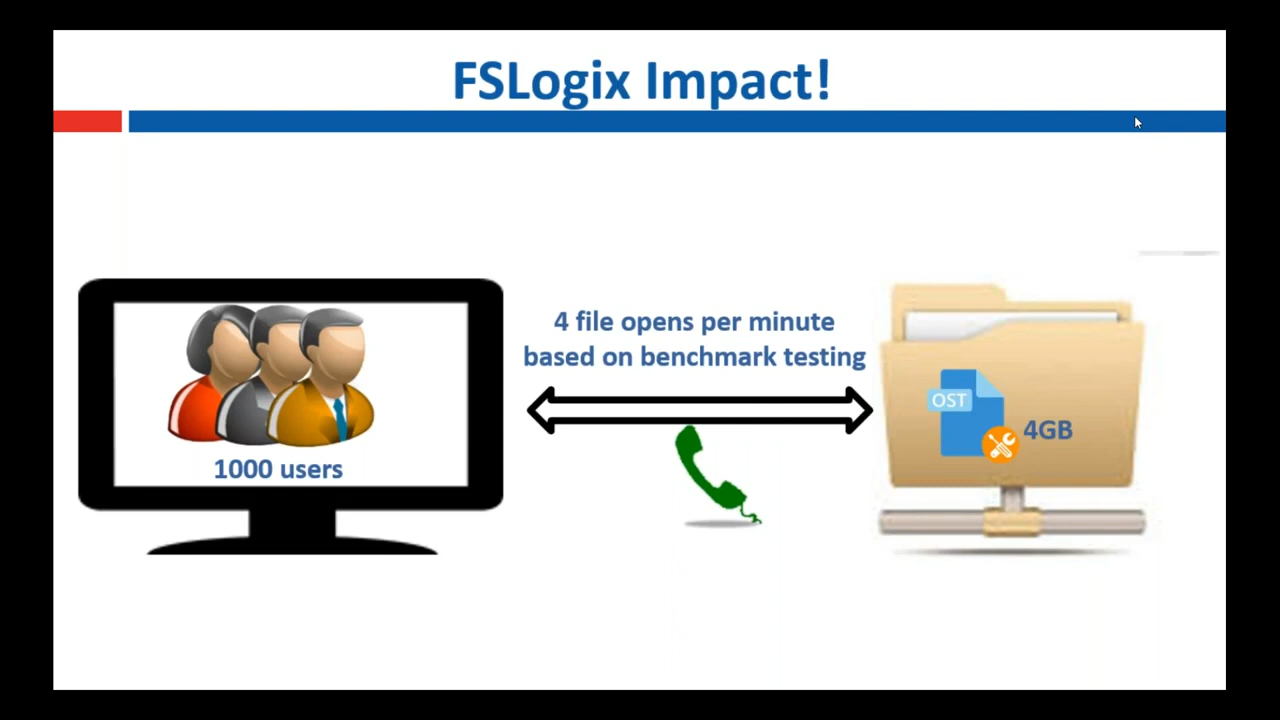 FSLogix Impact!
4 file opens per minute
based on benchmark testing
OST
4GB
1000 users